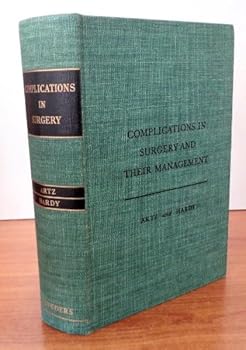 COMPLICATIONS
IN
SURGERY
ARTZ
HARDY
SAUNDERS
COMPLICATIONS IN
SURGERY AND
THEIR MANAGEMENT
ARTZ and HARDY